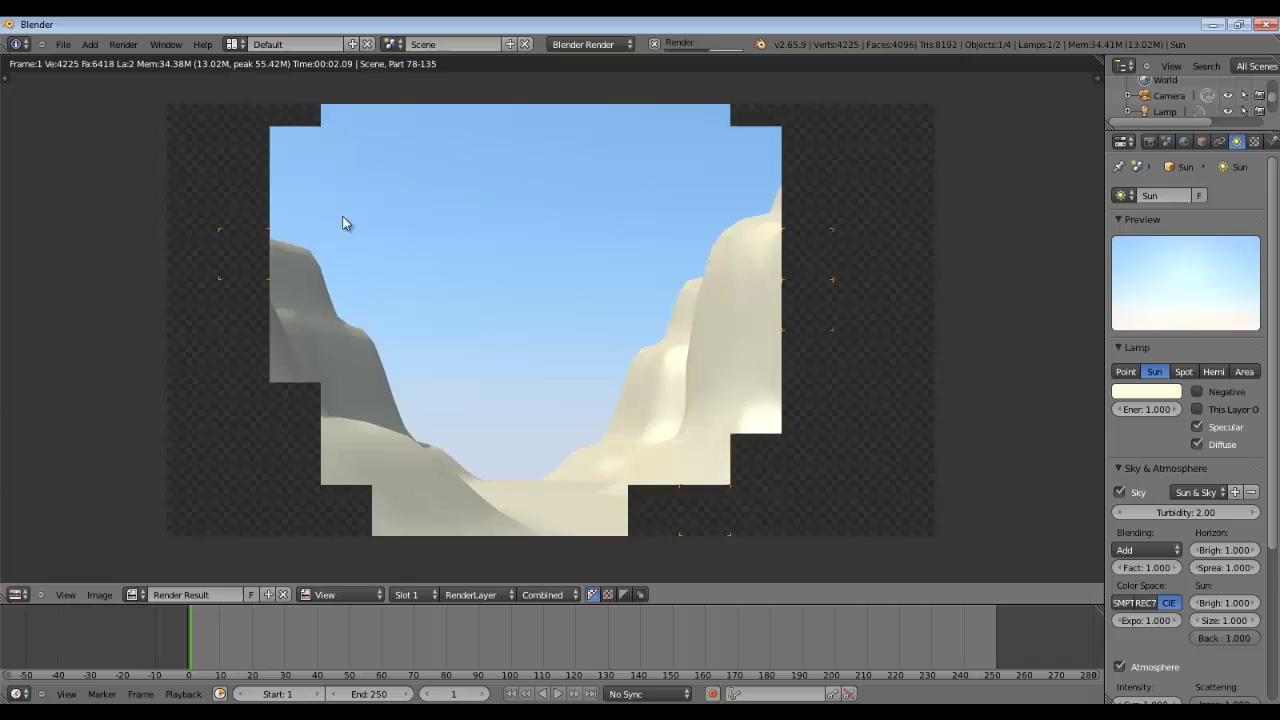 Blender
File Add Render Window Help Default Scene Blender Render Render v2.65.9 | Verts:4225 | Faces:4096| Tris:8192 | Objects:1/4 | Lamps:1/2 | Mem:34.41M (13.02M) | Sun
Frame:1 Ve:4225 Fa:6418 La:2 Mem:34.38M (13.02M, peak 55.42M) Time:00:02.09 | Scene, Part 78-135
View Search All Scenes
World
Camera
Lamp
Sun Sun
Sun F
Preview
Lamp
Point Sun Spot Hemi Area
Negative
Ener: 1.000 This Layer O
Specular
Diffuse
Sky & Atmosphere
Sky Sun & Sky
Turbidity: 2.00
Blending: Horizon:
Add Brigh: 1.000
Fact: 1.000 Sprea: 1.000
Color Space: Sun:
SMPTREC7 CIE Brigh: 1.000
Expo: 1.000 Size: 1.000
Back : 1.000
Atmosphere
Intensity: Scattering:
View Image Render Result F View Slot 1 RenderLayer Combined
-50 -40 -30 -20 -10 0 10 20 30 40 50 60 70 80 90 100 110 120 130 140 150 160 170 180 190 200 210 220 230 240 250 260 270 280
View Marker Frame Playback Start: 1 End: 250 1 No Sync